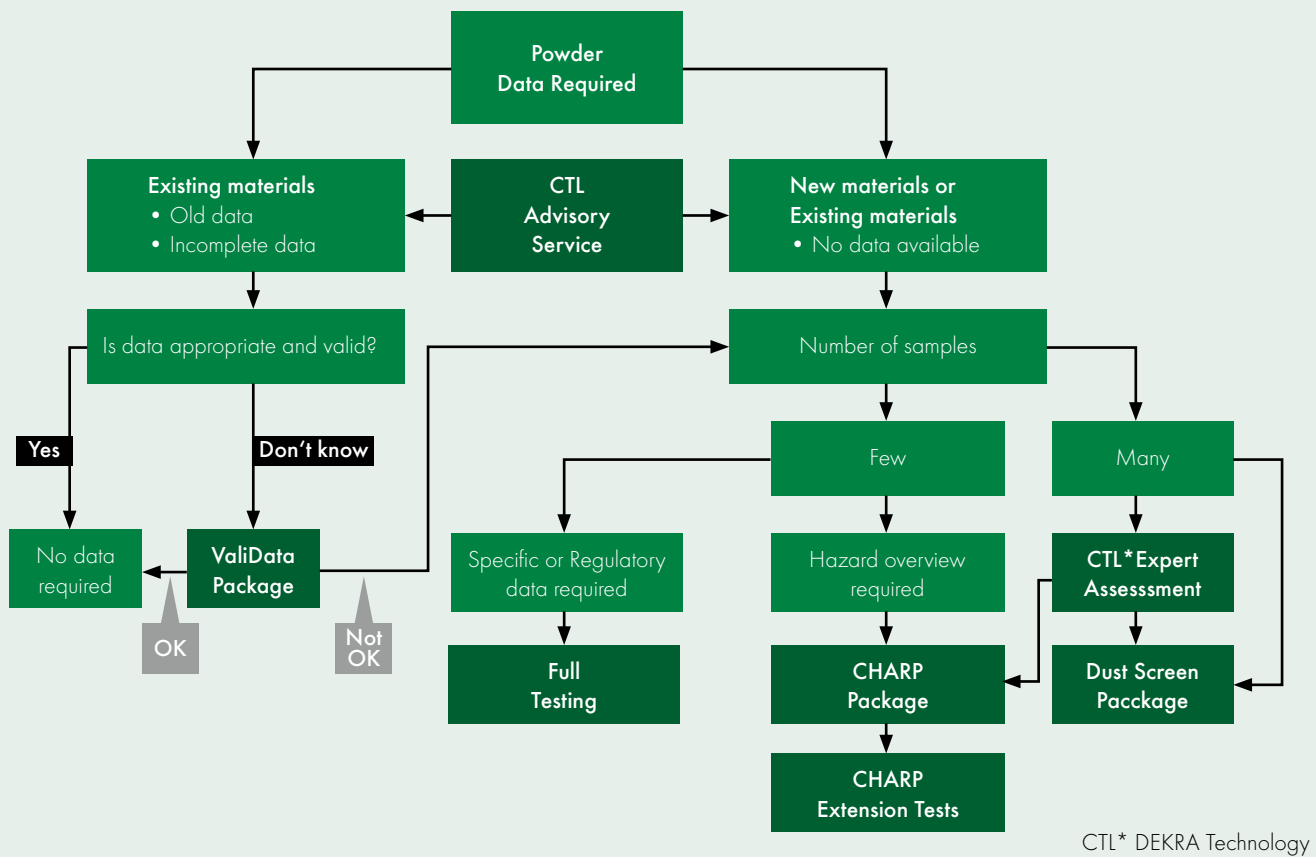 Powder
Data Required
Existing materials
• Old data
• Incomplete data
CTL
Advisory
Service
New materials or
Existing materials
• No data available
Is data appropriate and valid?
Number of samples
Yes
Don't know
Few
Many
No data
required
ValiData
Package
Specific or Regulatory
data required
Hazard overview
required
CTL* Expert
Assesssment
OK
Not
OK
Full
Testing
CHARP
Package
Dust Screen
Pacckage
CHARP
Extension Tests
CTL* DEKRA Technology